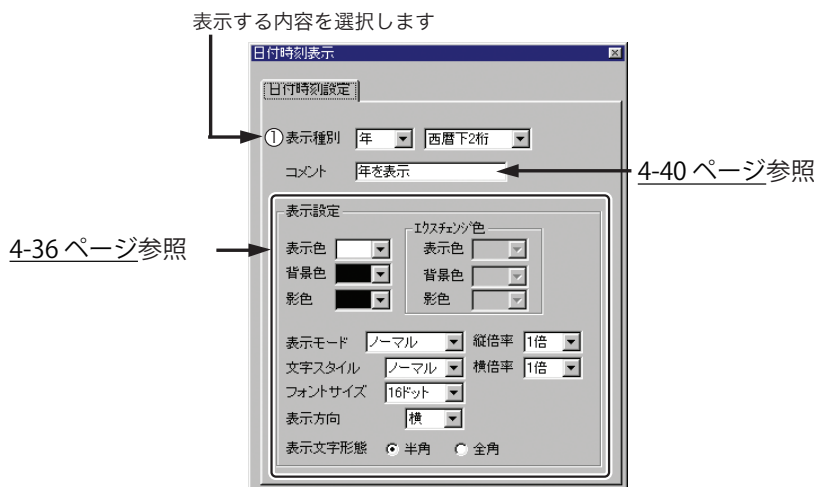 表示する内容を選択します
日付時刻表示
日付時刻設定
①表示種別 年 西暦下2桁
コメント 年を表示
4-40 ページ参照
表示設定
エクスチェンジ色
4-36 ページ参照
表示色 表示色
背景色 背景色
影色 影色
表示モード ノーマル 縦倍率 1倍
文字スタイル ノーマル 横倍率 1倍
フォントサイズ 16ドット
表示方向 横
表示文字形態 半角 全角